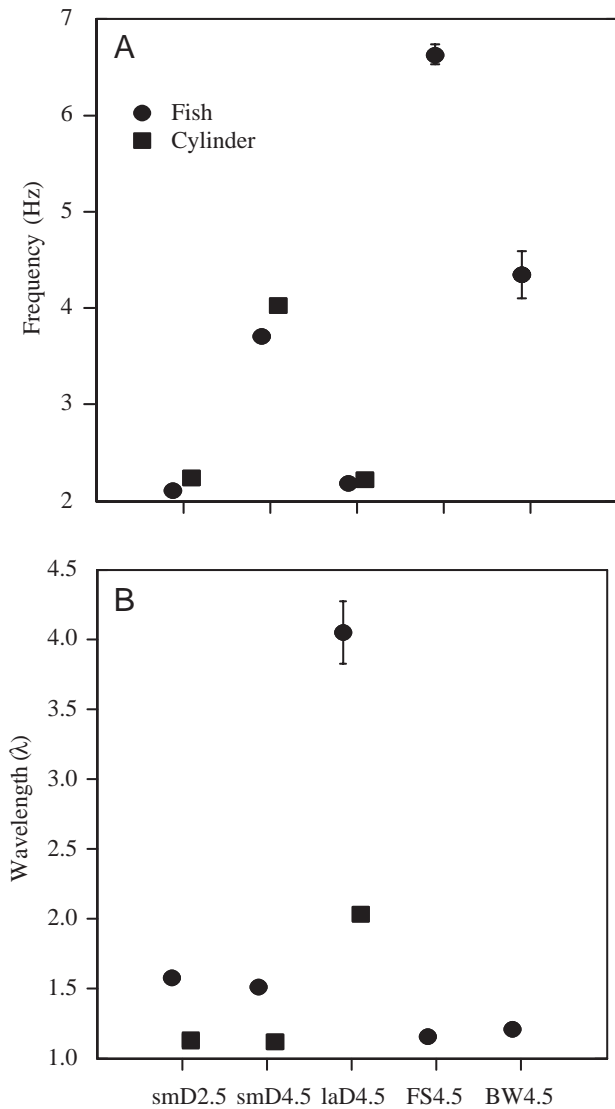 7
A
6
Fish
Cylinder
5
Frequency (Hz)
4
3
2
4.5
B
4.0
3.5
3.0
Wavelength (λ)
2.5
2.0
1.5
1.0
smD2.5 smD4.5 laD4.5 FS4.5 BW4.5